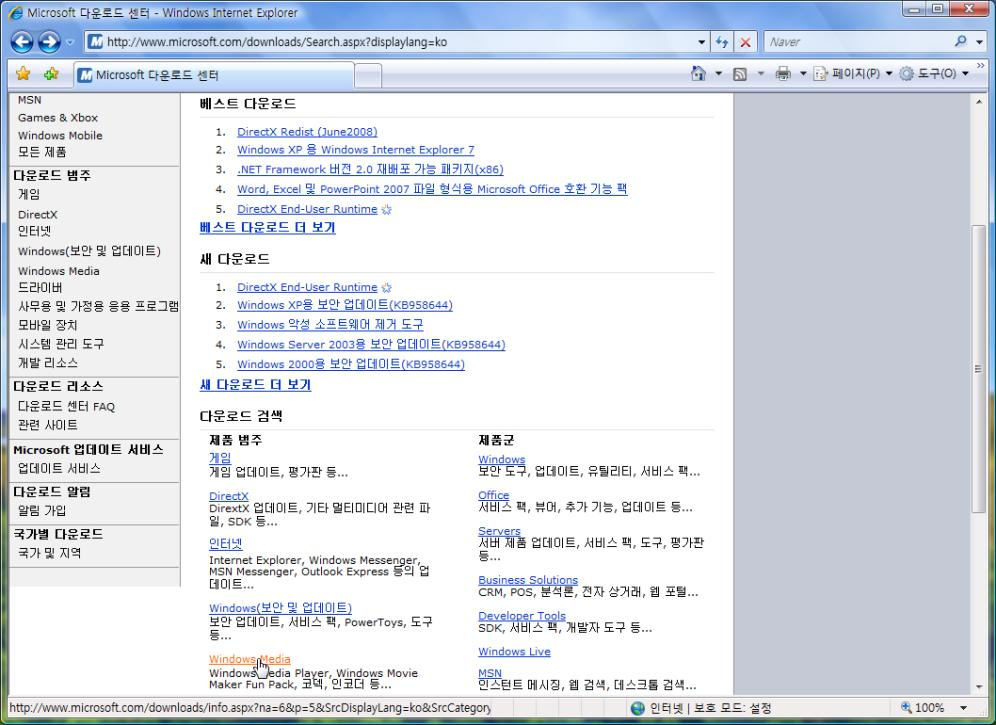 Microsoft 다운로드 센터 - Windows Internet Explorer
http://www.microsoft.com/downloads/Search.aspx?displaylang=ko
Naver
Microsoft 다운로드 센터
페이지(P)
도구(O)
MSN
Games & Xbox
Windows Mobile
모든 제품
다운로드 범주
게임
DirectX
인터넷
Windows(보안 및 업데이트)
Windows Media
드라이버
사무용 및 가정용 응용 프로그램
모바일 장치
시스템 관리 도구
개발 리소스
다운로드 리소스
다운로드 센터 FAQ
관련 사이트
Microsoft 업데이트 서비스
업데이트 서비스
다운로드 알림
알림 가입
국가별 다운로드
국가 및 지역
베스트 다운로드
1. DirectX Redist (June2008)
2. Windows XP 용 Windows Internet Explorer 7
3. .NET Framework 버전 2.0 재배포 가능 패키지(x86)
4. Word, Excel 및 PowerPoint 2007 파일 형식용 Microsoft Office 호환 기능 팩
5. DirectX End-User Runtime
베스트 다운로드 더 보기
새 다운로드
1. DirectX End-User Runtime
2. Windows XP용 보안 업데이트(KB958644)
3. Windows 악성 소프트웨어 제거 도구
4. Windows Server 2003용 보안 업데이트(KB958644)
5. Windows 2000용 보안 업데이트(KB958644)
새 다운로드 더 보기
다운로드 검색
제품 범주
게임
게임 업데이트, 평가판 등...
DirectX
DirextX 업데이트, 기타 멀티미디어 관련 파
일, SDK 등...
인터넷
Internet Explorer, Windows Messenger,
MSN Messenger, Outlook Express 등의 업
데이트...
Windows(보안 및 업데이트)
보안 업데이트, 서비스 팩, PowerToys, 도구
등...
Windows Media
Windows Media Player, Windows Movie
Maker Fun Pack, 코덱, 인코더 등...
제품군
Windows
보안 도구, 업데이트, 유틸리티, 서비스 팩...
Office
서비스 팩, 뷰어, 추가 기능, 업데이트 등...
Servers
서버 제품 업데이트, 서비스 팩, 도구, 평가판
등...
Business Solutions
CRM, POS, 분석론, 전자 상거래, 웹 포털...
Developer Tools
SDK, 서비스 팩, 개발자 도구 등...
Windows Live
MSN
인스턴트 메시징, 웹 검색, 데스크톱 검색...
http://www.microsoft.com/downloads/info.aspx?na=6&p=5&SrcDisplayLang=ko&SrcCategory
인터넷 | 보호 모드: 설정
100%